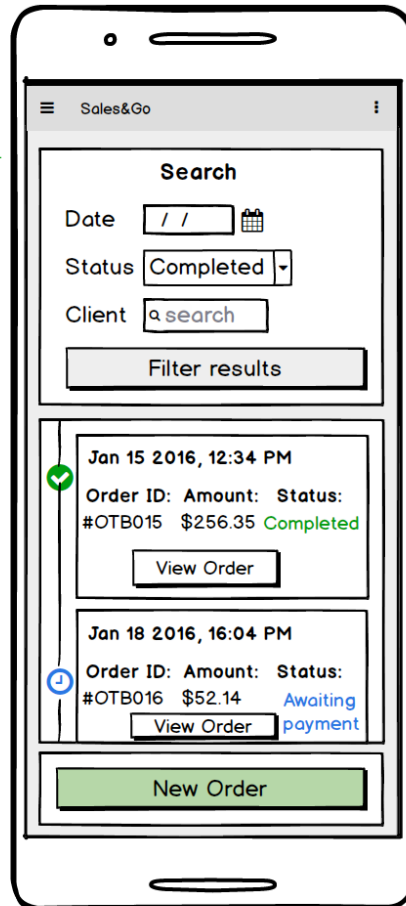 Sales&Go
Search
Date / /
Status Completed
Client search
Filter results
Jan 15 2016, 12:34 PM
Order ID: Amount: Status:
#OTB015 $256.35 Completed
View Order
Jan 18 2016, 16:04 PM
Order ID: Amount: Status:
#OTB016 $52.14 Awaiting
View Order payment
New Order